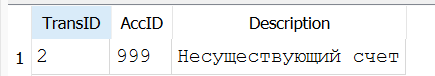 TransID AccID Description
1 2 999 Несуществующий счет